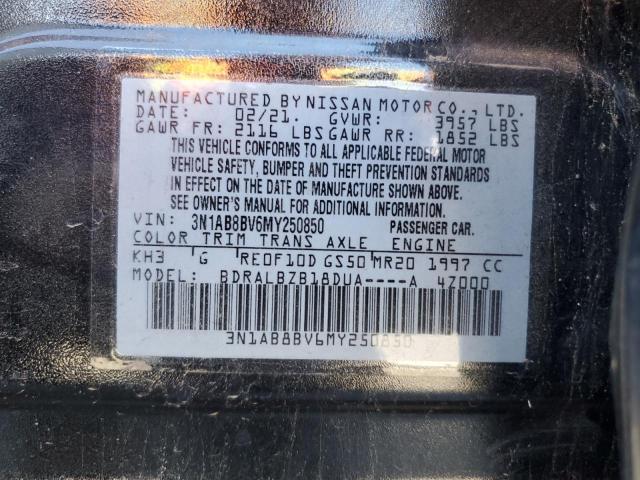 MANUFACTURED BY NISSAN MOTOR CO., LTD.
DATE: 02/21. GVWR: 3957 LBS
GAWR FR: 2116 LBS GAWR RR: 1852 LBS
THIS VEHICLE CONFORMS TO ALL APPLICABLE FEDERAL MOTOR
VEHICLE SAFETY, BUMPER AND THEFT PREVENTION STANDARDS
IN EFFECT ON THE DATE OF MANUFACTURE SHOWN ABOVE.
SEE OWNER'S MANUAL FOR ADDITIONAL INFORMATION.
VIN: 3N1AB8BV6MY250850 PASSENGER CAR.
COLOR TRIM TRANS AXLE ENGINE
KH3 G RE0F10D GS50 MR20 1997 CC
MODEL: BDRALBZB18DUA----A 4Z000
3N1AB8BV6MY250850